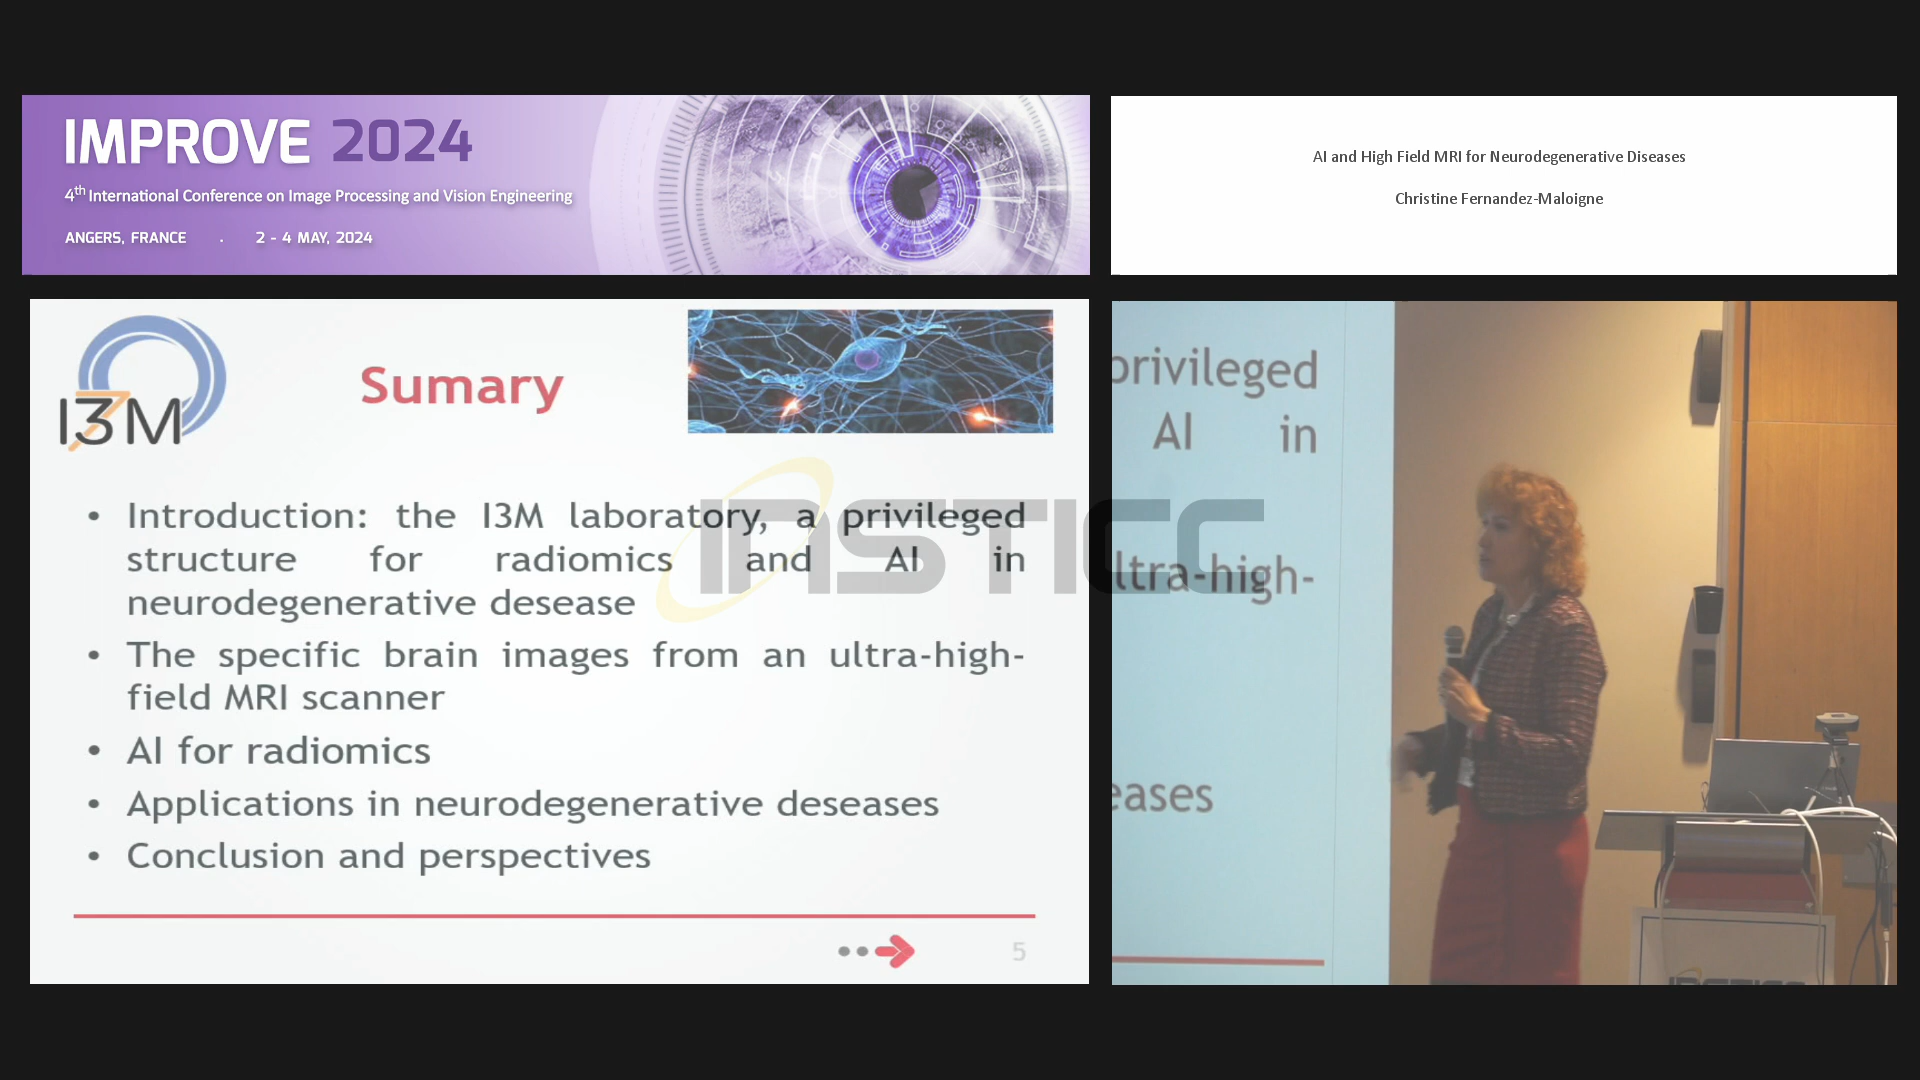 IMPROVE 2024
4th International Conference on Image Processing and Vision Engineering
ANGERS, FRANCE . 2 - 4 MAY, 2024
AI and High Field MRI for Neurodegenerative Diseases
Christine Fernandez-Maloigne
I3M
Sumary
• Introduction: the I3M laboratory, a privileged
structure for radiomics and AI in
neurodegenerative desease
• The specific brain images from an ultra-high-
field MRI scanner
• AI for radiomics
• Applications in neurodegenerative deseases
• Conclusion and perspectives
5
INSTICC
privileged
AI in
ltra-high-
eases
INSTICC